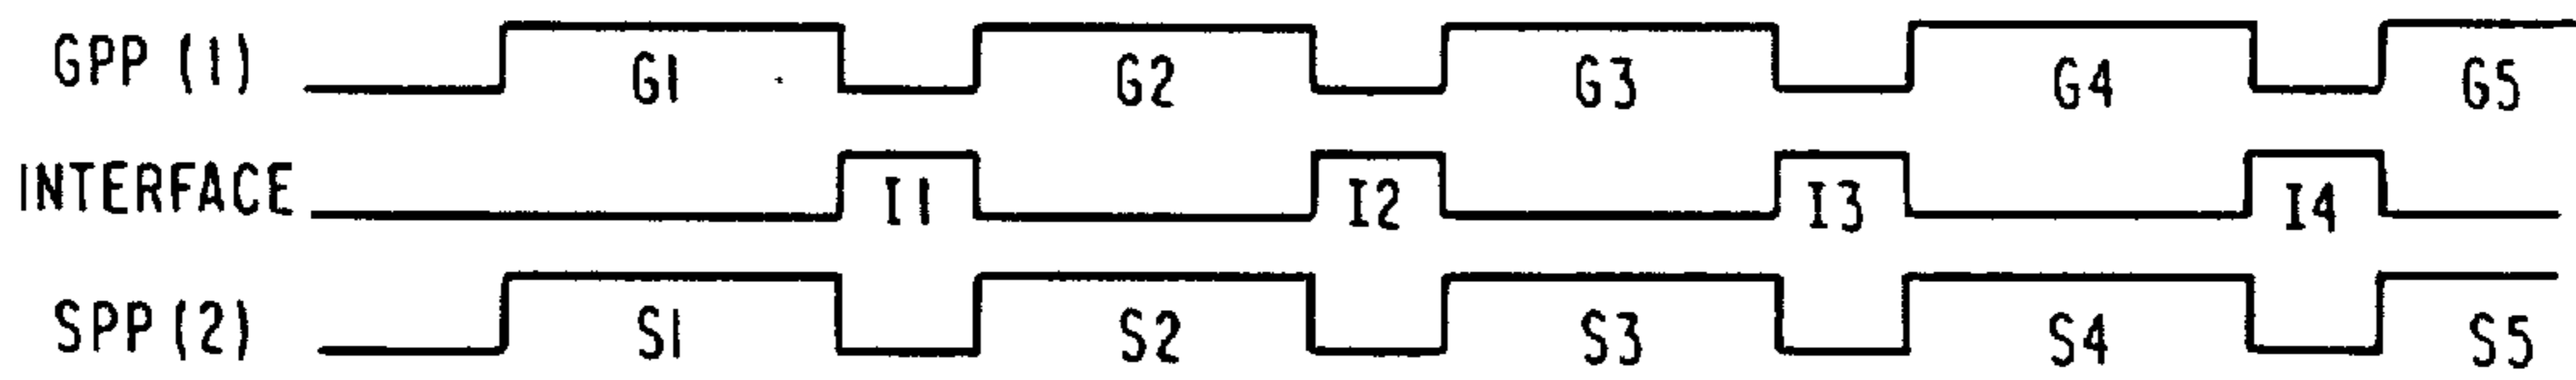 GPP (1) G1 G2 G3 G4 G5
INTERFACE I1 I2 I3 I4
SPP (2) S1 S2 S3 S4 S5